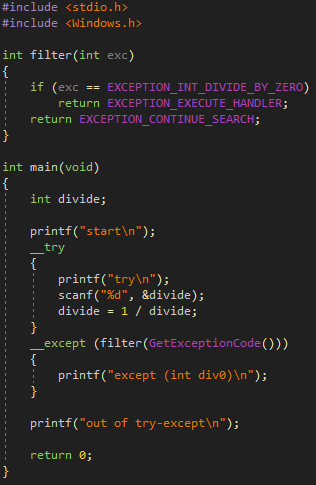 #include <stdio.h>
#include <Windows.h>
int filter(int exc)
{
    if (exc == EXCEPTION_INT_DIVIDE_BY_ZERO)
        return EXCEPTION_EXECUTE_HANDLER;
    return EXCEPTION_CONTINUE_SEARCH;
}
int main(void)
{
    int divide;
    printf("start\n");
    __try
    {
        printf("try\n");
        scanf("%d", &divide);
        divide = 1 / divide;
    }
    __except (filter(GetExceptionCode()))
    {
        printf("except (int div0)\n");
    }
    printf("out of try-except\n");
    return 0;
}